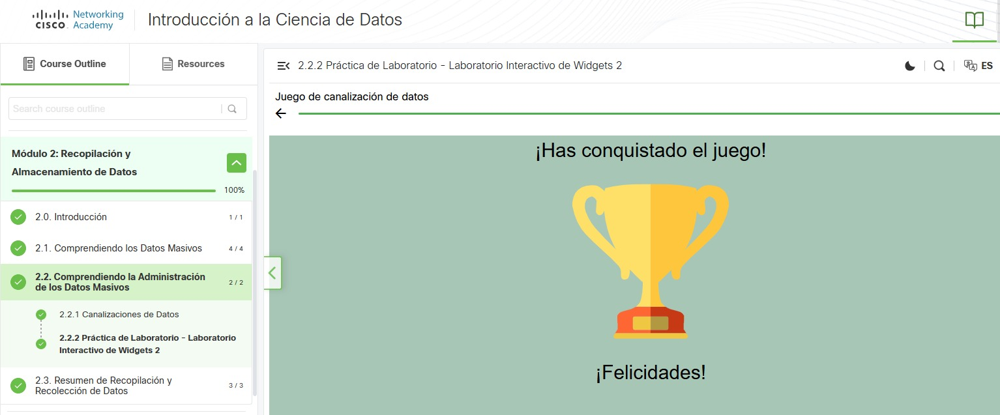 CISCO
Networking
Academy
Introducción a la Ciencia de Datos
Course Outline
Resources
Search course outline
Módulo 2: Recopilación y
Almacenamiento de Datos
100%
2.0. Introducción
1 / 1
2.1. Comprendiendo los Datos Masivos
4 / 4
2.2. Comprendiendo la Administración
de los Datos Masivos
2 / 2
2.2.1 Canalizaciones de Datos
2.2.2 Práctica de Laboratorio - Laboratorio
Interactivo de Widgets 2
2.3. Resumen de Recopilación y
Recolección de Datos
3 / 3
2.2.2 Práctica de Laboratorio - Laboratorio Interactivo de Widgets 2
ES
Juego de canalización de datos
¡Has conquistado el juego!
¡Felicidades!